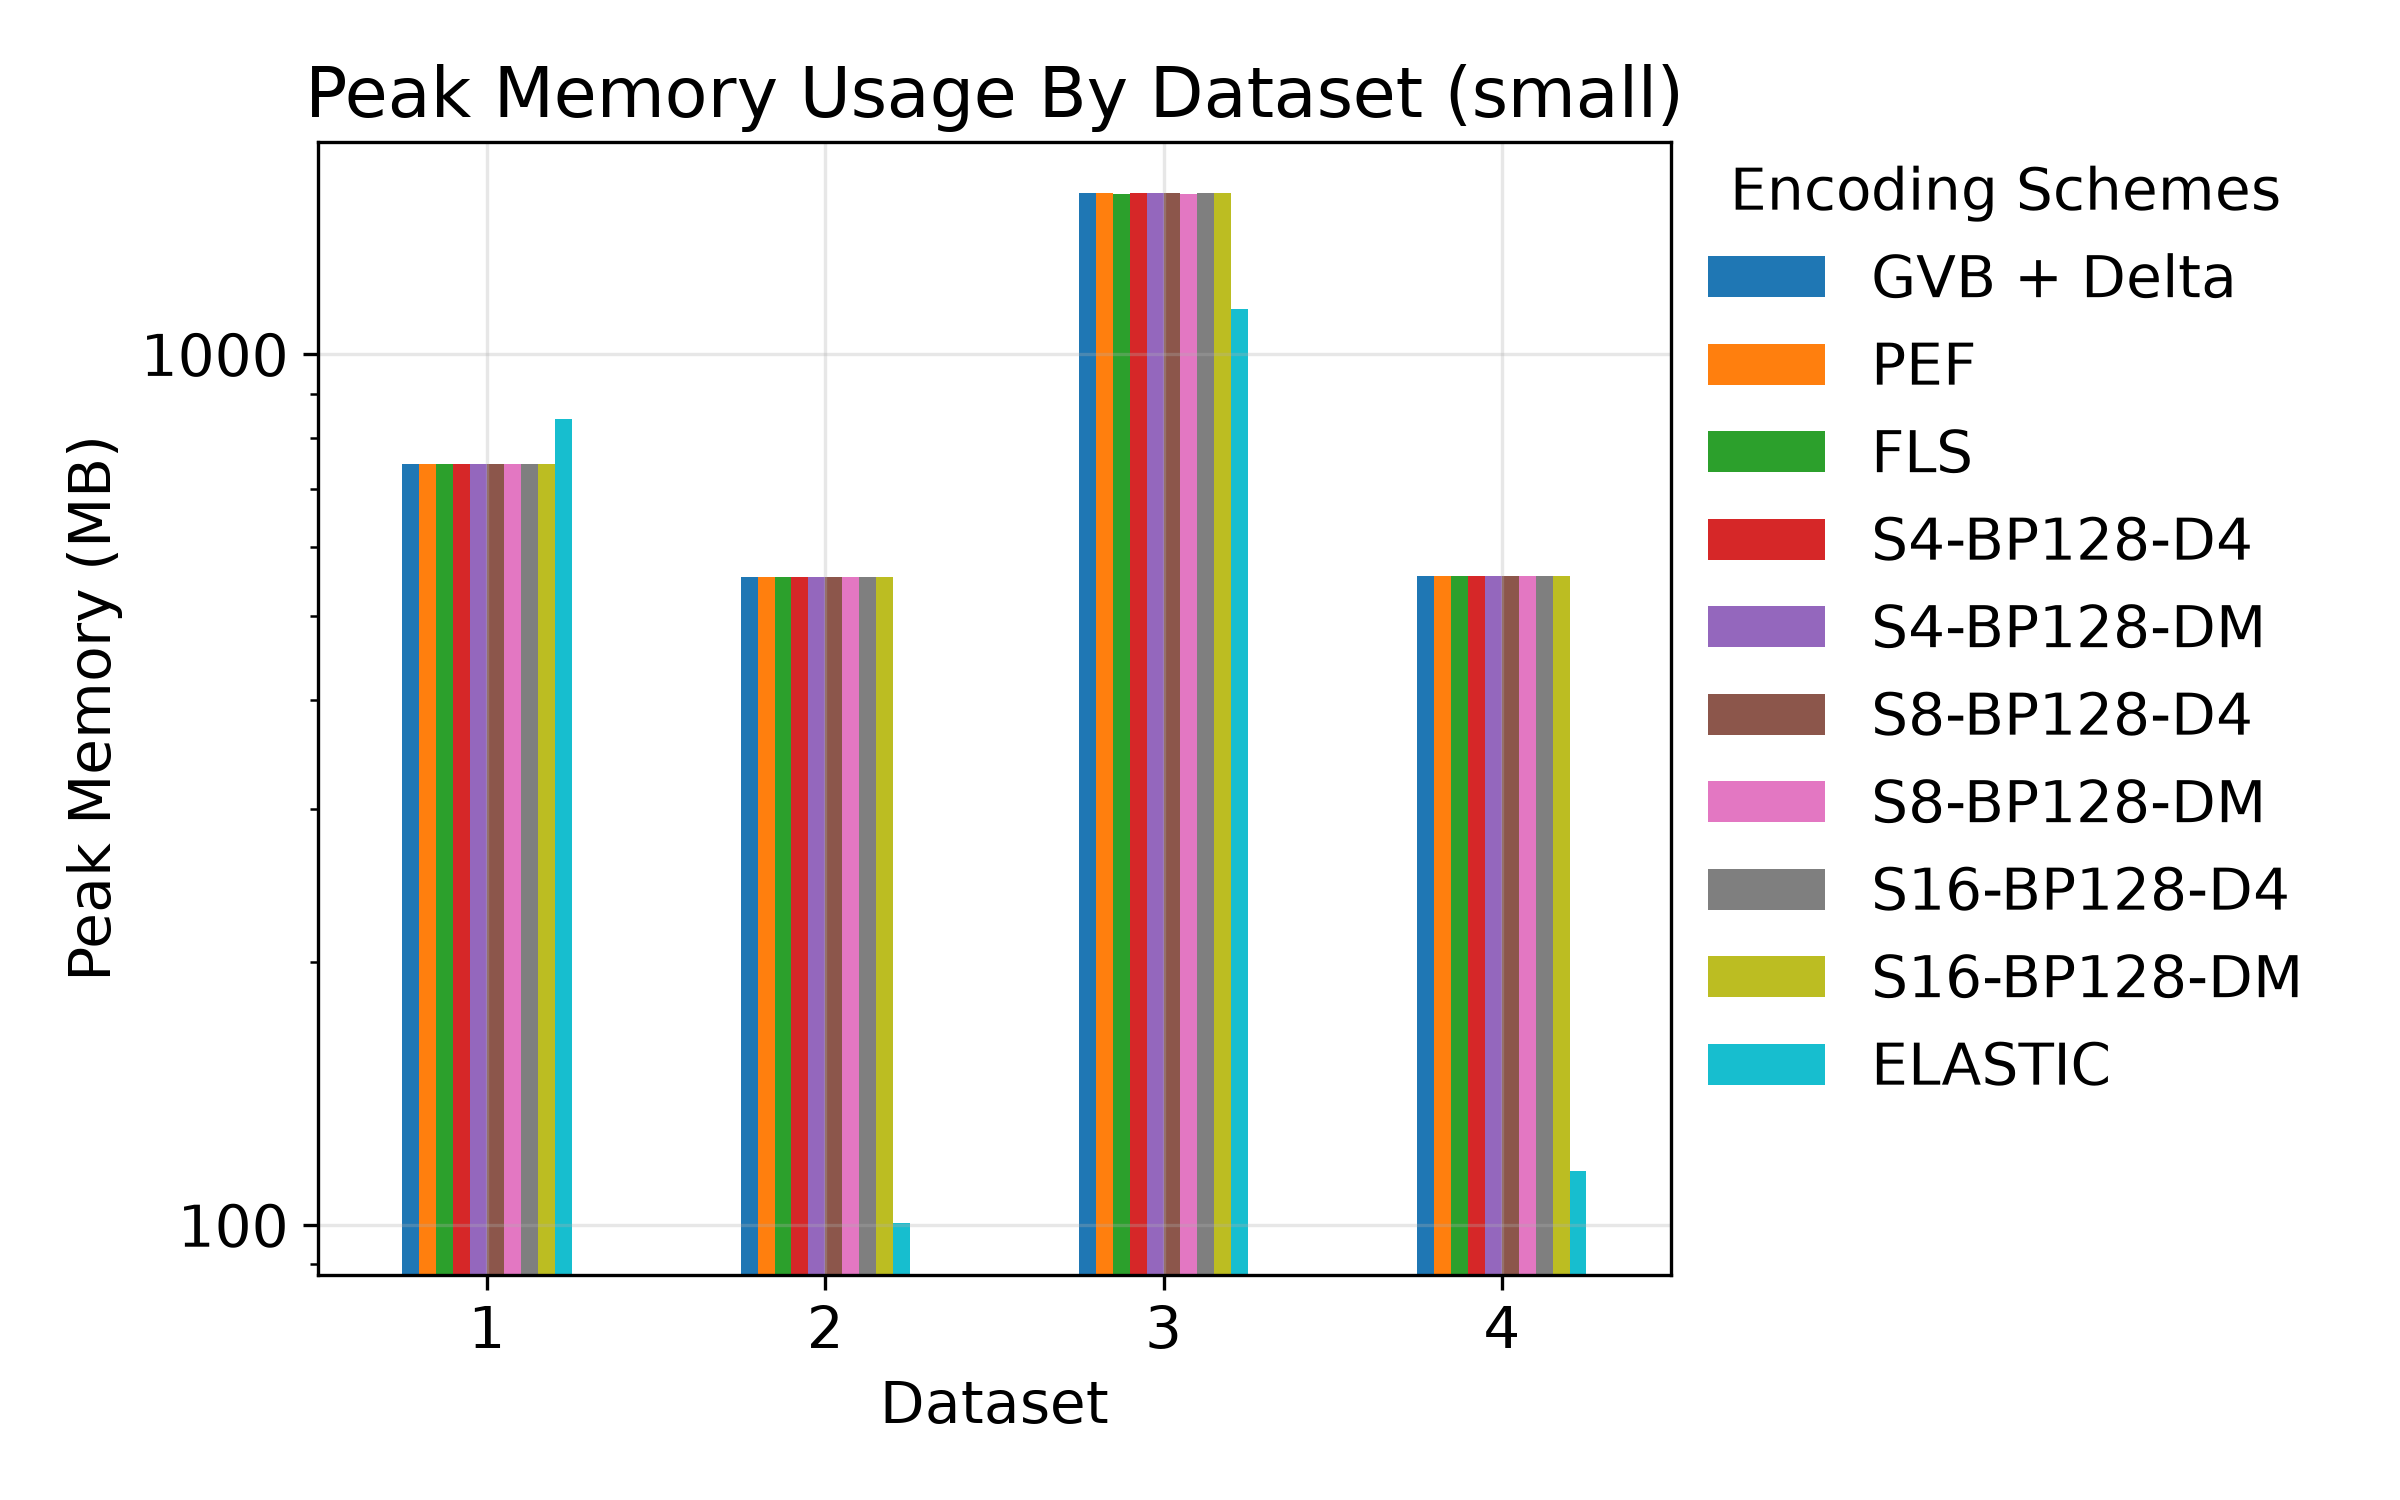 Peak Memory Usage By Dataset (small)
Peak Memory (MB)
1000
100
1
2
3
4
Dataset
Encoding Schemes
GVB + Delta
PEF
FLS
S4-BP128-D4
S4-BP128-DM
S8-BP128-D4
S8-BP128-DM
S16-BP128-D4
S16-BP128-DM
ELASTIC